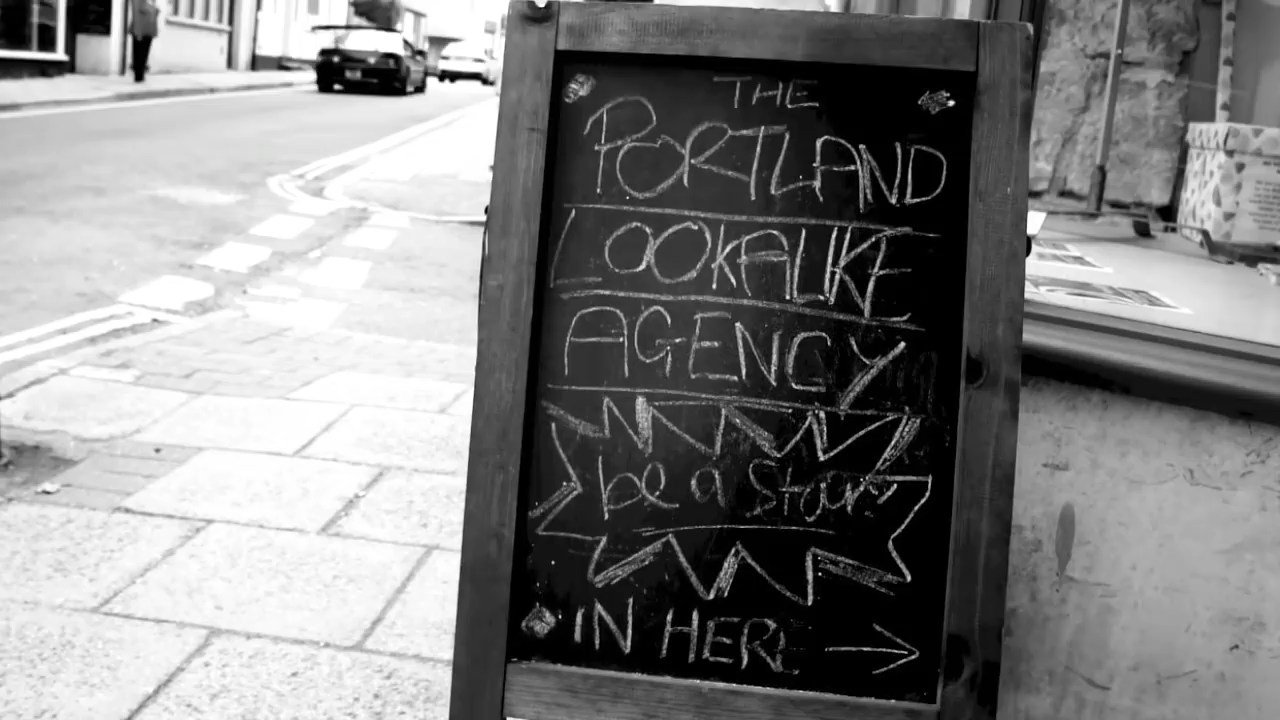 THE
PORTLAND
LOOKALIKE
AGENCY
be a Star
IN HERE →